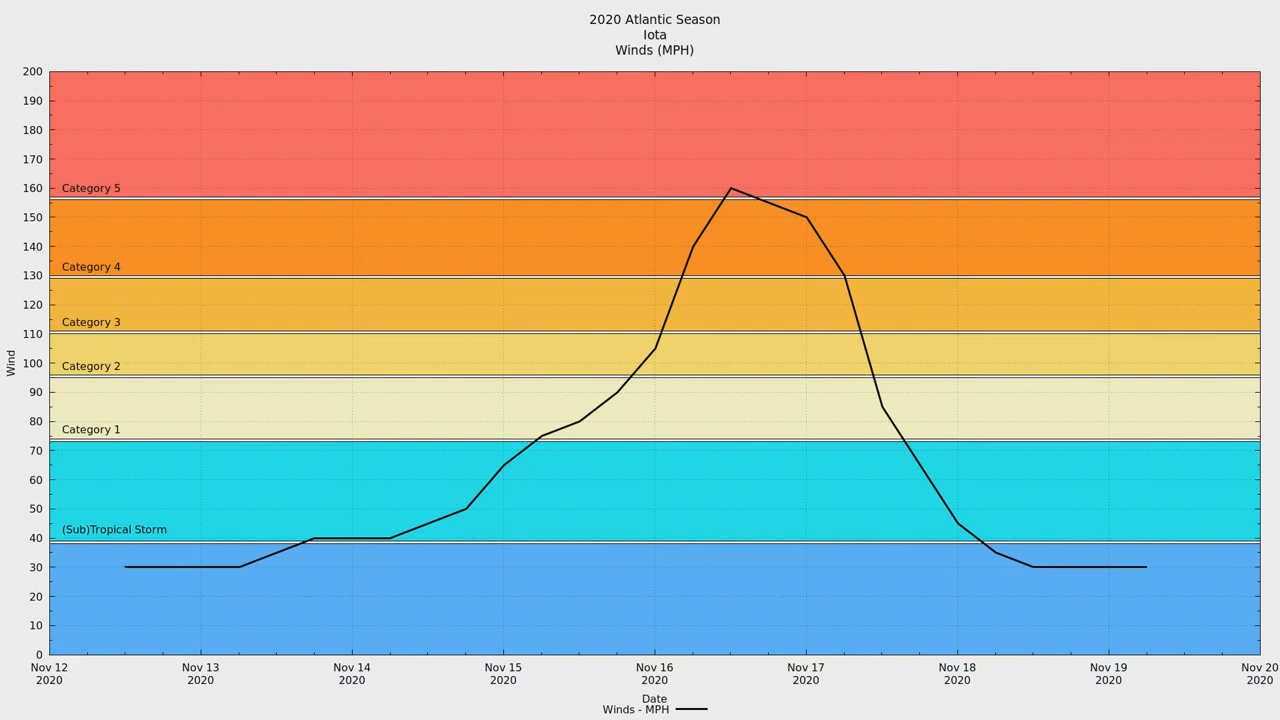 2020 Atlantic Season
Iota
Winds (MPH)
200
190
180
170
160
Category 5
150
140
130
Category 4
120
Category 3
110
100
Category 2
Wind
90
80
Category 1
70
60
50
(Sub)Tropical Storm
40
30
20
10
0
Nov 12 Nov 13 Nov 14 Nov 15 Nov 16 Nov 17 Nov 18 Nov 19 Nov 20
2020 2020 2020 2020 2020 2020 2020 2020 2020
Date
Winds - MPH